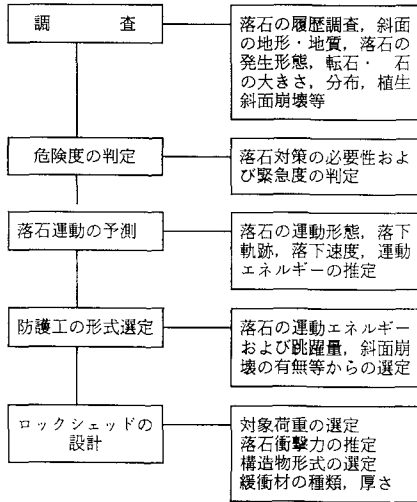 調査
落石の履歴調査，斜面
の地形・地質，落石の
発生形態，転石・ 石
の大きさ，分布，植生
斜面崩壊等
危険度の判定
落石対策の必要性およ
び緊急度の判定
落石運動の予測
落石の運動形態，落下
軌跡，落下速度，運動
エネルギーの推定
防護工の形式選定
落石の運動エネルギー
および跳躍量，斜面崩
壊の有無等からの選定
ロックシェッドの
設計
対象荷重の選定
落石衝撃力の推定
構造物形式の選定
緩衝材の種類，厚さ